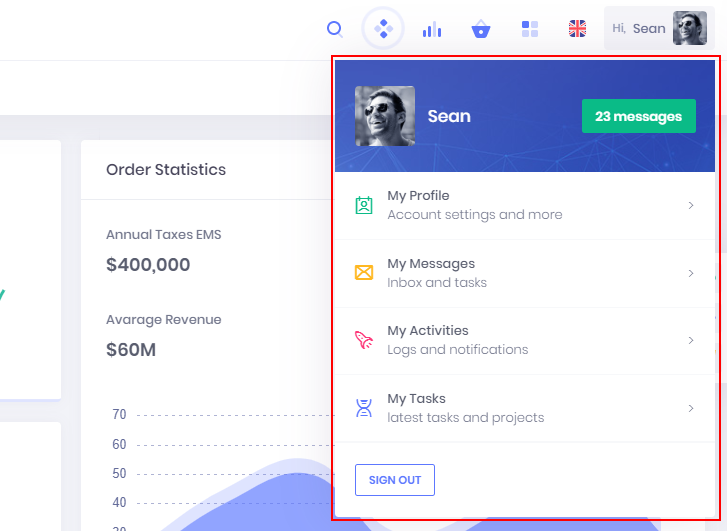 Hi, Sean
Sean
23 messages
My Profile
Account settings and more
My Messages
Inbox and tasks
My Activities
Logs and notifications
My Tasks
latest tasks and projects
SIGN OUT
Order Statistics
Annual Taxes EMS
$400,000
Avarage Revenue
$60M
70
60
50
40
30